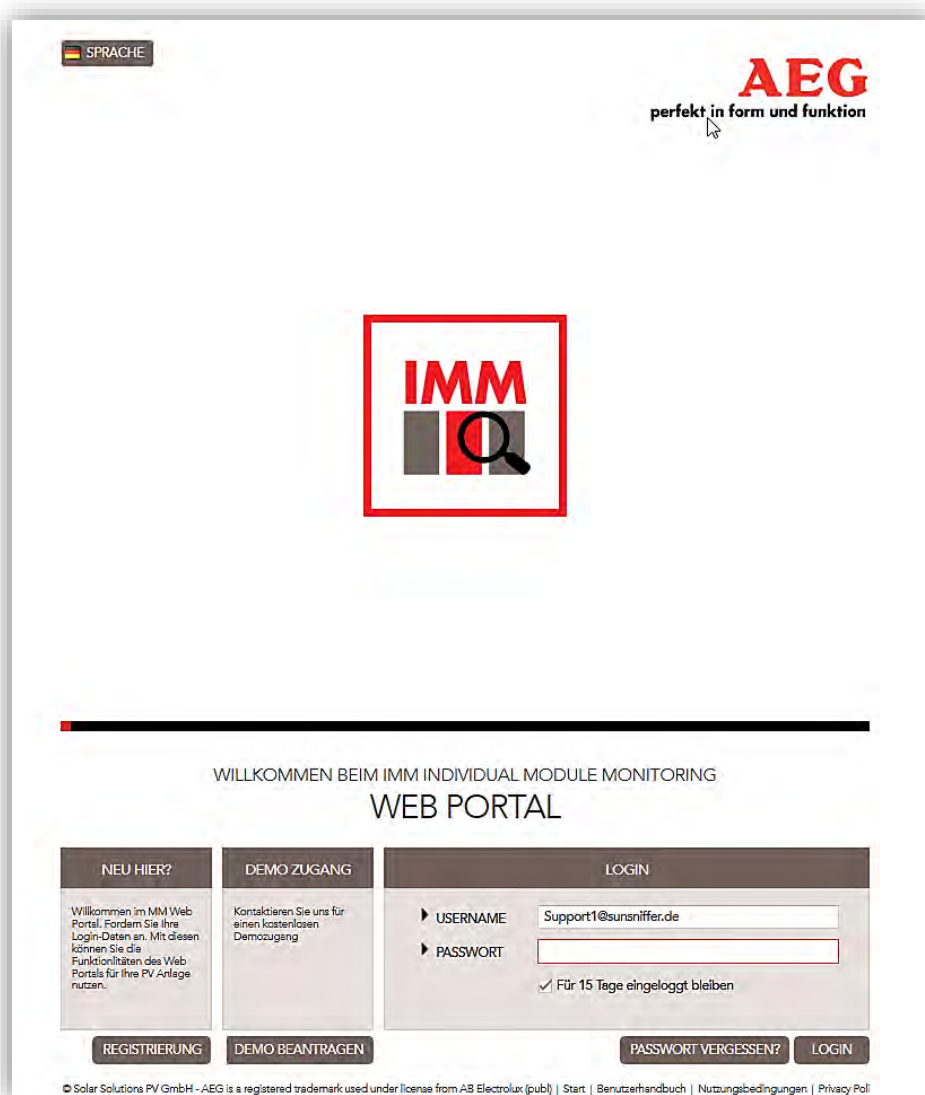 SPRACHE
AEG
perfekt in form und funktion
IMM
WILLKOMMEN BEIM IMM INDIVIDUAL MODULE MONITORING
WEB PORTAL
NEU HIER?
Willkommen im MM Web
Portal. Fordern Sie Ihre
Login-Daten an. Mit diesen
können Sie die
Funktionlitäten des Web
Portals für Ihre PV Anlage
nutzen.
REGISTRIERUNG
DEMO ZUGANG
Kontaktieren Sie uns für
einen kostenlosen
Demozugang
DEMO BEANTRAGEN
LOGIN
USERNAME Support1@sunsniffer.de
PASSWORT
Für 15 Tage eingeloggt bleiben
PASSWORT VERGESSEN? LOGIN
© Solar Solutions PV GmbH - AEG is a registered trademark used under license from AB Electrolux (publ) | Start | Benutzerhandbuch | Nutzungsbedingungen | Privacy Poli